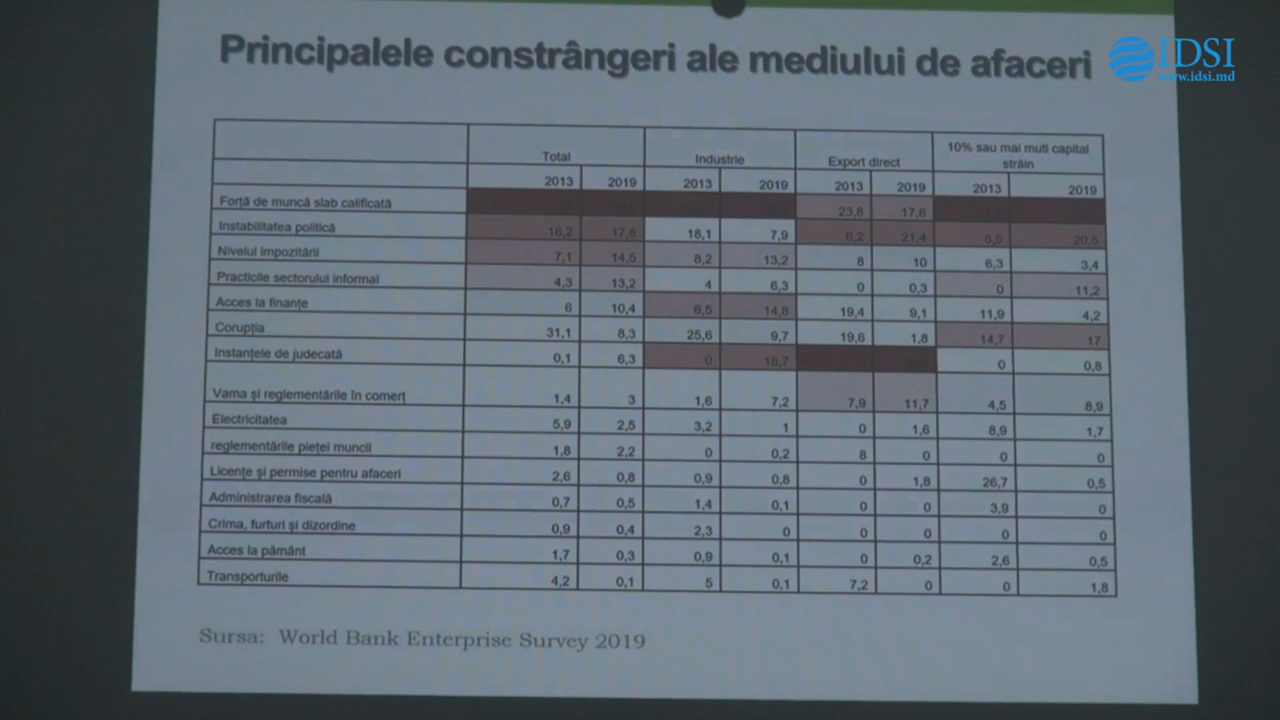 Principalele constrângeri ale mediului de afaceri
IDSI
www.idsi.md
Total Industrie Export direct 10% sau mai mutl capital străin
2013 2019 2013 2019 2013 2019 2013 2019
Forță de muncă slab calificată 23,8 17,8
Instabilitatea politică 16,2 17,8 18,1 7,9 6,2 21,4 6,5 20,5
Nivelul impozitării 7,1 14,5 8,2 13,2 8 10 6,3 3,4
Practicile sectorului informal 4,3 13,2 4 6,3 0 0,3 0 11,2
Acces la finanțe 6 10,4 6,5 14,8 19,4 9,1 11,9 4,2
Corupția 31,1 8,3 25,6 9,7 19,6 1,8 14,7 17
Instanțele de judecată 0,1 6,3 0 18,7 0 0,8
Vama și reglementările în comerț 1,4 3 1,6 7,2 7,9 11,7 4,5 8,9
Electricitatea 5,9 2,5 3,2 1 0 1,6 8,9 1,7
reglementările pieței muncii 1,8 2,2 0 0,2 8 0 0 0
Licențe și permise pentru afaceri 2,6 0,8 0,9 0,8 0 1,8 26,7 0,5
Administrarea fiscală 0,7 0,5 1,4 0,1 0 0 3,9 0
Crima, furturi și dizordine 0,9 0,4 2,3 0 0 0 0 0
Acces la pământ 1,7 0,3 0,9 0,1 0 0,2 2,6 0,5
Transporturile 4,2 0,1 5 0,1 7,2 0 0 1,8
Sursa: World Bank Enterprise Survey 2019